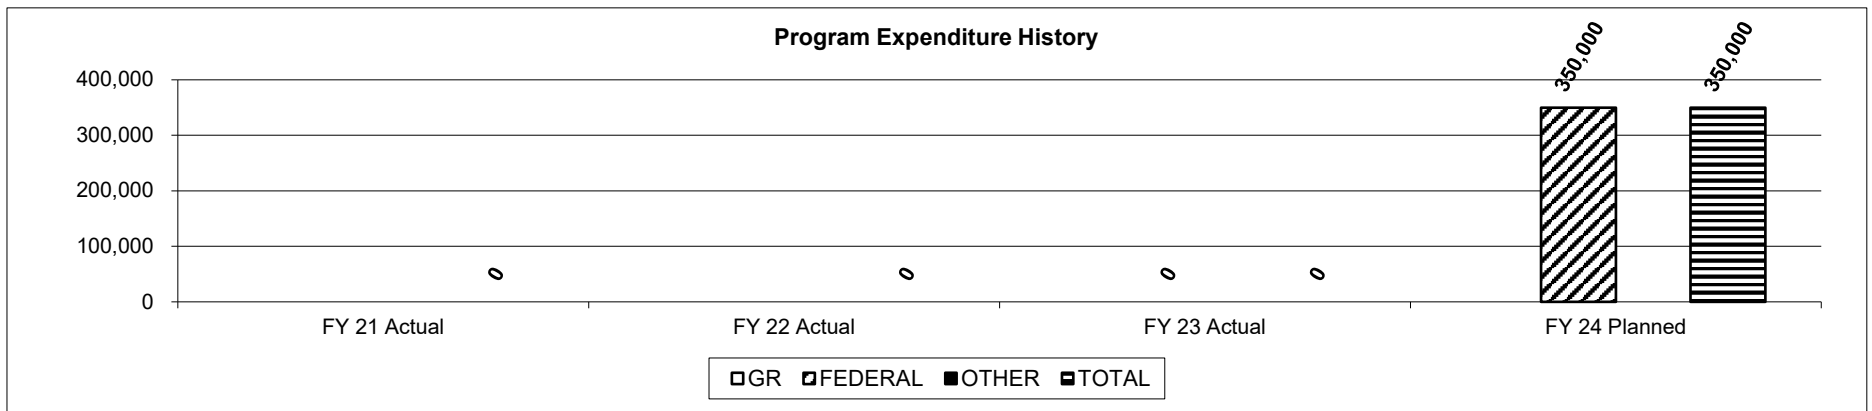 Program Expenditure History
350,000 350,000
400,000
300,000
200,000
100,000
0 0 0 0
0
FY 21 Actual FY 22 Actual FY 23 Actual FY 24 Planned
GR FEDERAL OTHER TOTAL